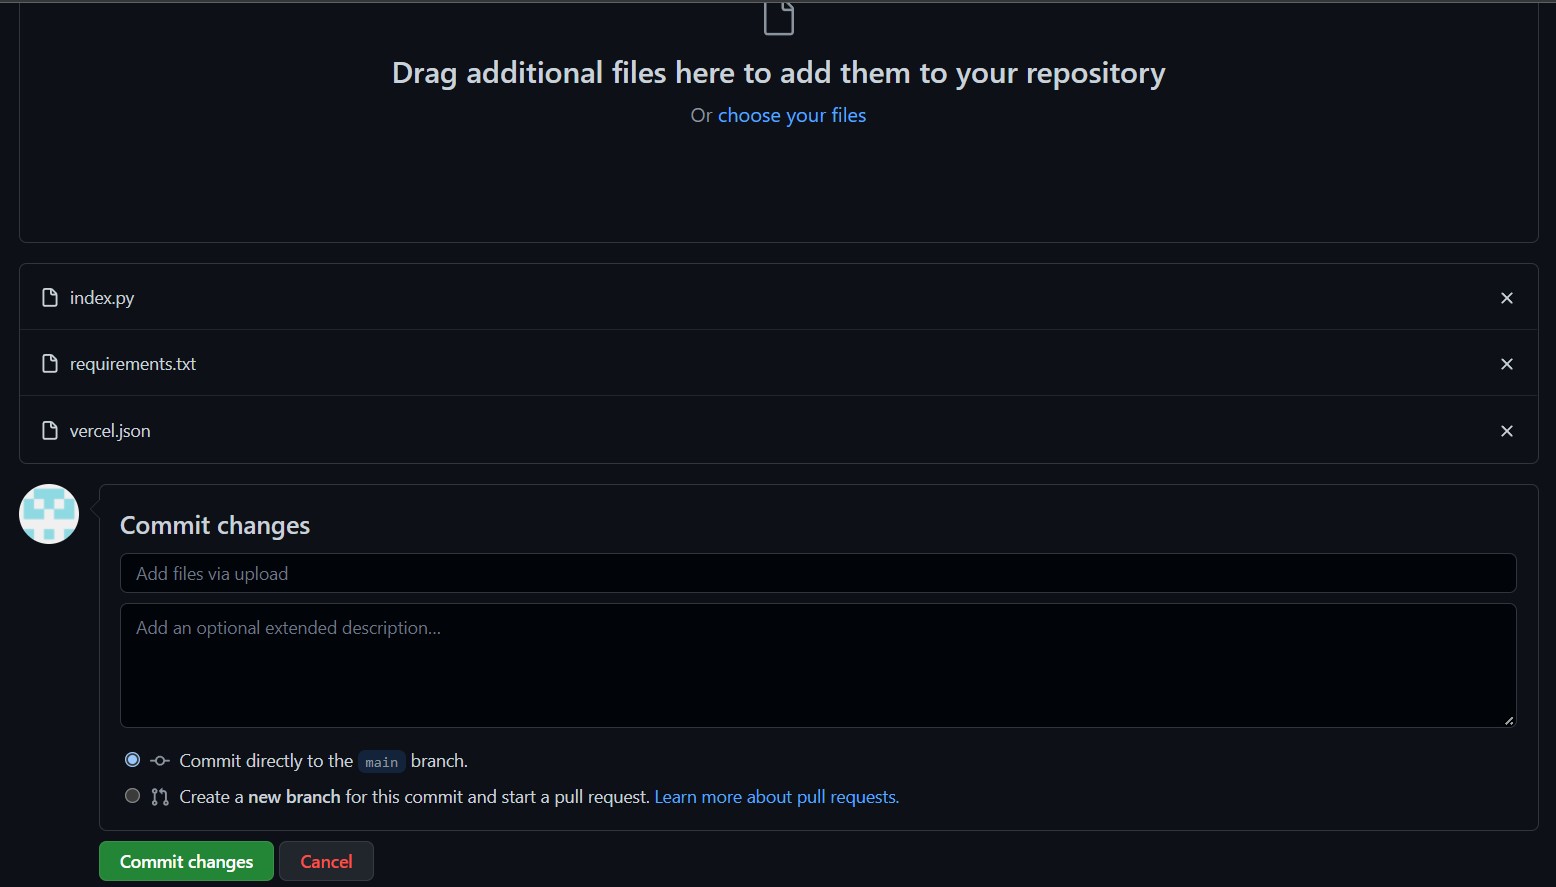 Drag additional files here to add them to your repository
Or choose your files
index.py
requirements.txt
vercel.json
Commit changes
Add files via upload
Add an optional extended description...
Commit directly to the main branch.
Create a new branch for this commit and start a pull request. Learn more about pull requests.
Commit changes Cancel